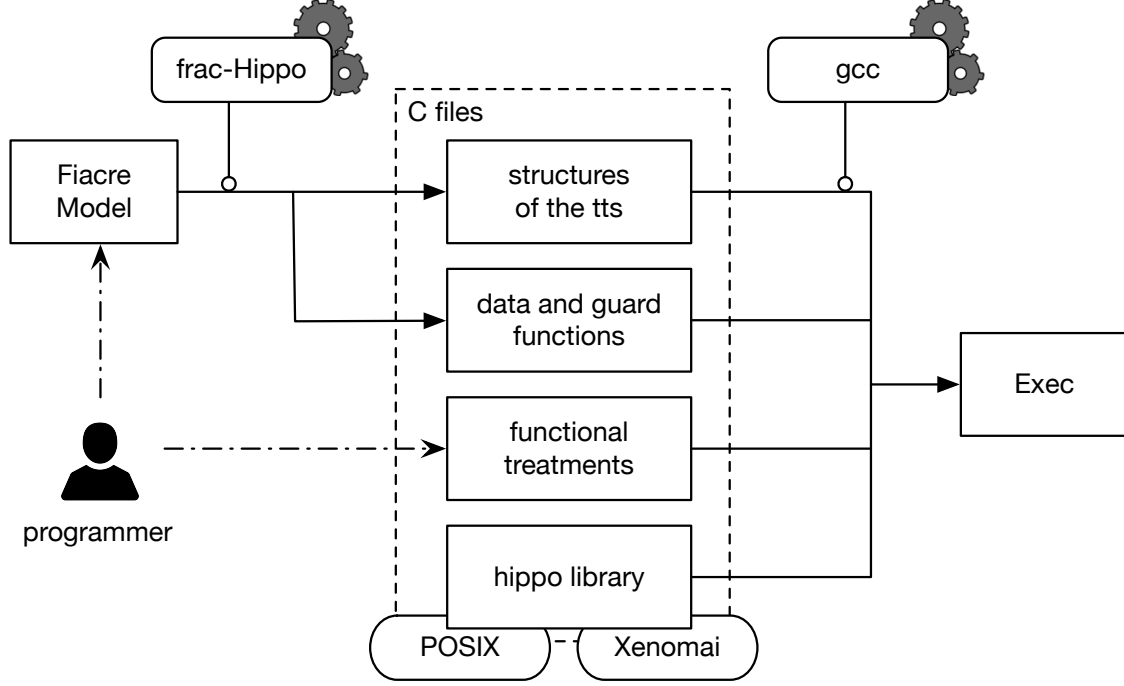 frac-Hippo
gcc
C files
Fiacre
Model
structures
of the tts
data and guard
functions
Exec
functional
treatments
programmer
hippo library
POSIX
Xenomai